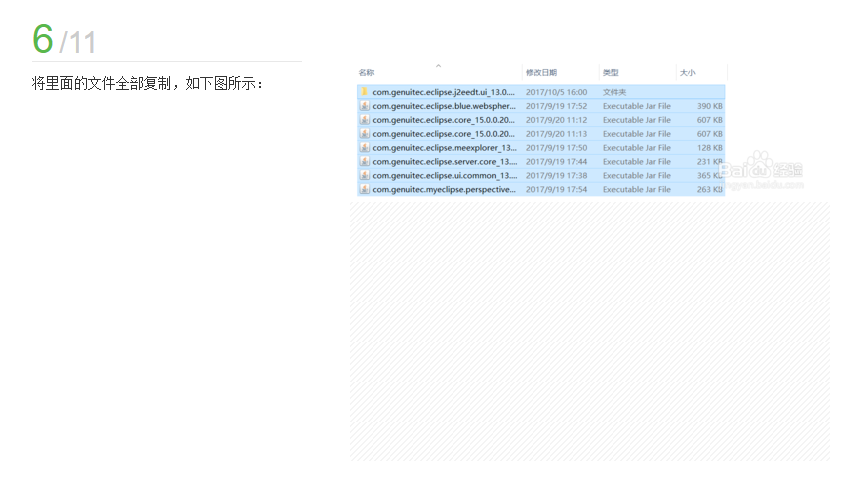 6 /11
将里面的文件全部复制，如下图所示：
名称 修改日期 类型 大小
com.genuitec.eclipse.j2eedt.ui_13.0.... 2017/10/5 16:00 文件夹
com.genuitec.eclipse.blue.webspher... 2017/9/19 17:52 Executable Jar File 390 KB
com.genuitec.eclipse.core_15.0.0.20... 2017/9/20 11:12 Executable Jar File 607 KB
com.genuitec.eclipse.core_15.0.0.20... 2017/9/20 11:13 Executable Jar File 607 KB
com.genuitec.eclipse.meexplorer_13... 2017/9/19 17:50 Executable Jar File 128 KB
com.genuitec.eclipse.server.core_13.... 2017/9/19 17:44 Executable Jar File 231 KB
com.genuitec.eclipse.ui.common_13.... 2017/9/19 17:38 Executable Jar File 365 KB
com.genuitec.myeclipse.perspective... 2017/9/19 17:54 Executable Jar File 263 KB
Baidu 经验